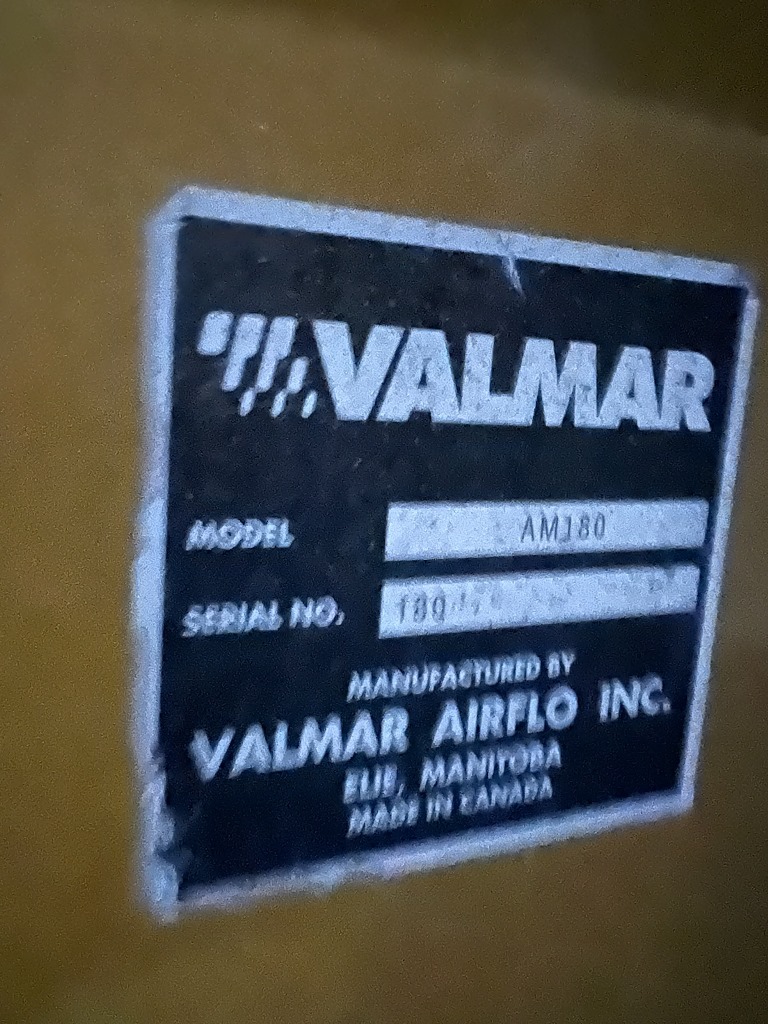 VALMAR
MODEL AM180
SERIAL NO.
MANUFACTURED BY
VALMAR AIRFLO INC.
ELIE, MANITOBA
MADE IN CANADA